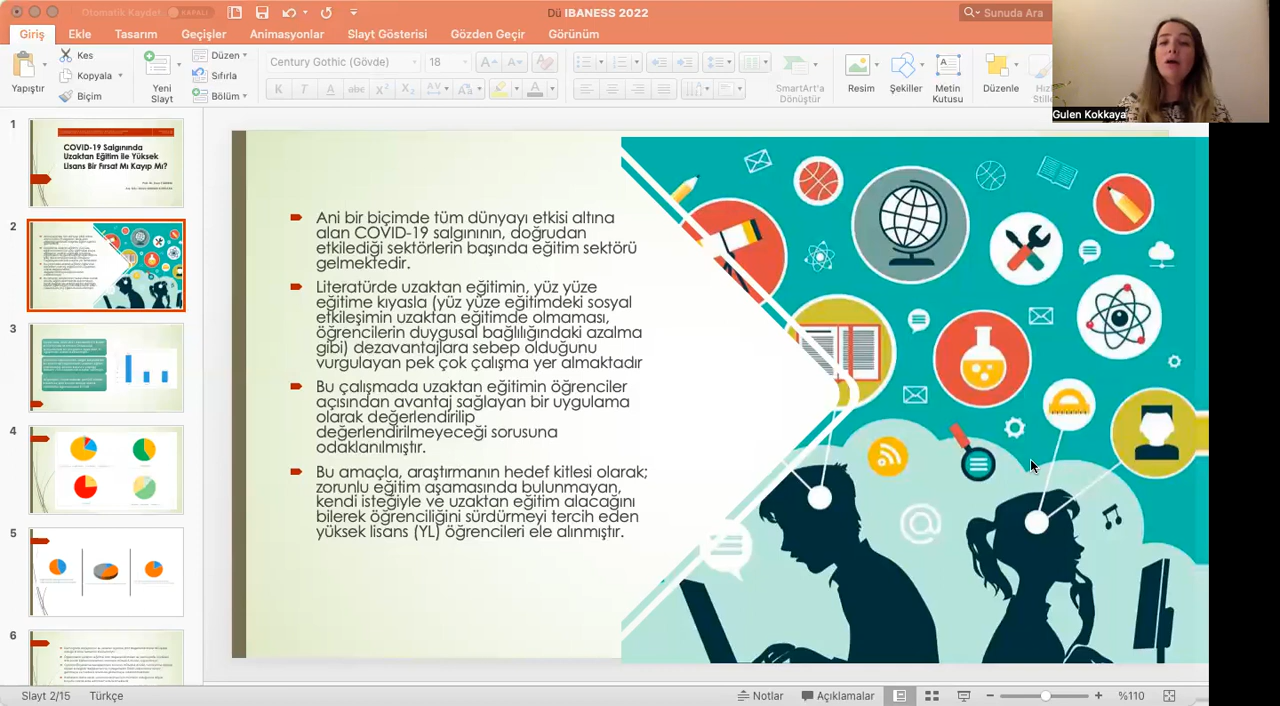 Otomatik Kaydet KAPALI
Dü IBANESS 2022
Sunuda Ara
Giriş Ekle Tasarım Geçişler Animasyonlar Slayt Gösterisi Gözden Geçir Görünüm
Yapıştır
Kes
Kopyala
Biçim
Yeni
Slayt
Düzen
Sıfırla
Bölüm
Century Gothic (Gövde) 18
SmartArt'a
Dönüştür
Resim
Şekiller
Metin
Kutusu
Düzenle
Gulen Kokkaya
1
COVID-19 Salgınında
Uzaktan Eğitim ile Yüksek
Lisans Bir Fırsat Mı Kayıp Mı?
2
3
4
5
6
Ani bir biçimde tüm dünyayı etkisi altına
alan COVID-19 salgınının, doğrudan
etkilediği sektörlerin başında eğitim sektörü
gelmektedir.
Literatürde uzaktan eğitimin, yüz yüze
eğitime kıyasla (yüz yüze eğitimdeki sosyal
etkileşimin uzaktan eğitimde olmaması,
öğrencilerin duygusal bağlılığındaki azalma
gibi) dezavantajlara sebep olduğunu
vurgulayan pek çok çalışma yer almaktadır
Bu çalışmada uzaktan eğitimin öğrenciler
açısından avantaj sağlayan bir uygulama
olarak değerlendirilip
değerlendirilmeyeceği sorusuna
odaklanılmıştır.
Bu amaçla, araştırmanın hedef kitlesi olarak;
zorunlu eğitim aşamasında bulunmayan,
kendi isteğiyle ve uzaktan eğitim alacağını
bilerek öğrenciliğini sürdürmeyi tercih eden
yüksek lisans (YL) öğrencileri ele alınmıştır.
Slayt 2/15 Türkçe
Notlar Açıklamalar
%110